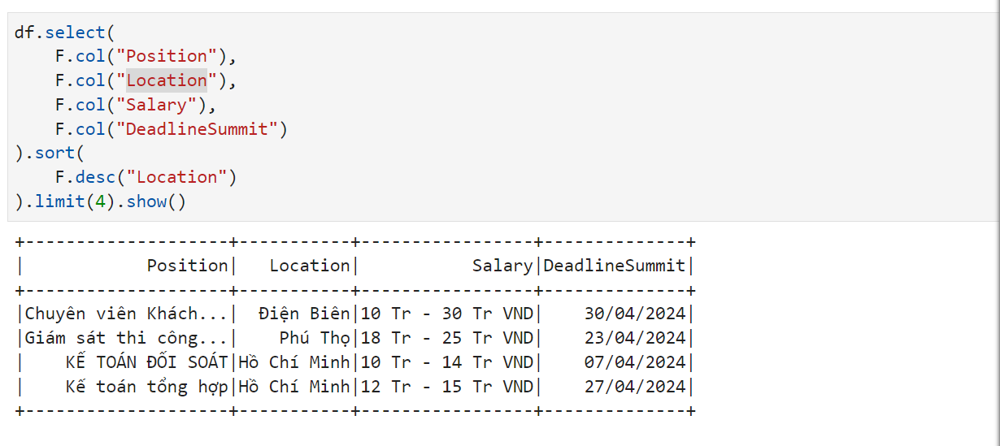 df.select(
    F.col("Position"),
    F.col("Location"),
    F.col("Salary"),
    F.col("DeadlineSummit")
).sort(
    F.desc("Location")
).limit(4).show()
+--------------------+-----------+-----------------+--------------+
|            Position|   Location|           Salary|DeadlineSummit|
+--------------------+-----------+-----------------+--------------+
|Chuyên viên Khách...|  Điện Biên|10 Tr - 30 Tr VND|    30/04/2024|
|Giám sát thi công...|    Phú Thọ|18 Tr - 25 Tr VND|    23/04/2024|
|    KẾ TOÁN ĐỐI SOÁT|Hồ Chí Minh|10 Tr - 14 Tr VND|    07/04/2024|
|    Kế toán tổng hợp|Hồ Chí Minh|12 Tr - 15 Tr VND|    27/04/2024|
+--------------------+-----------+-----------------+--------------+